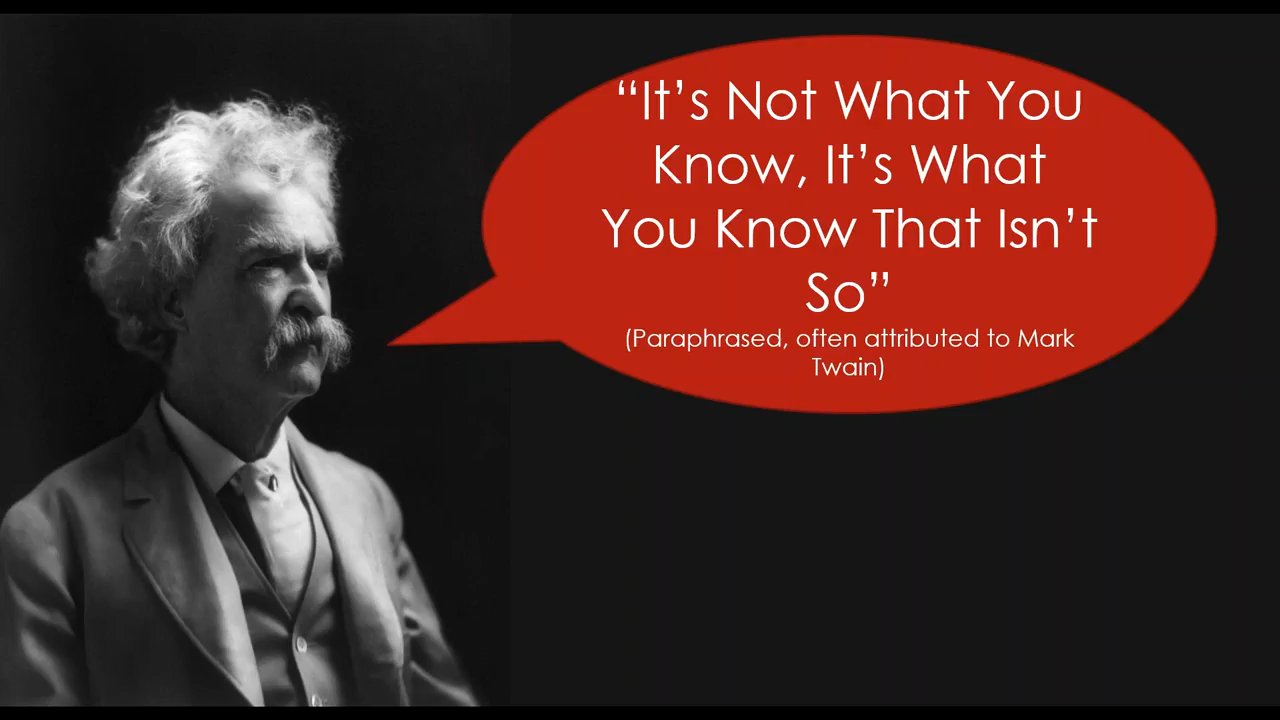 “It’s Not What You
Know, It’s What
You Know That Isn’t
So”
(Paraphrased, often attributed to Mark
Twain)